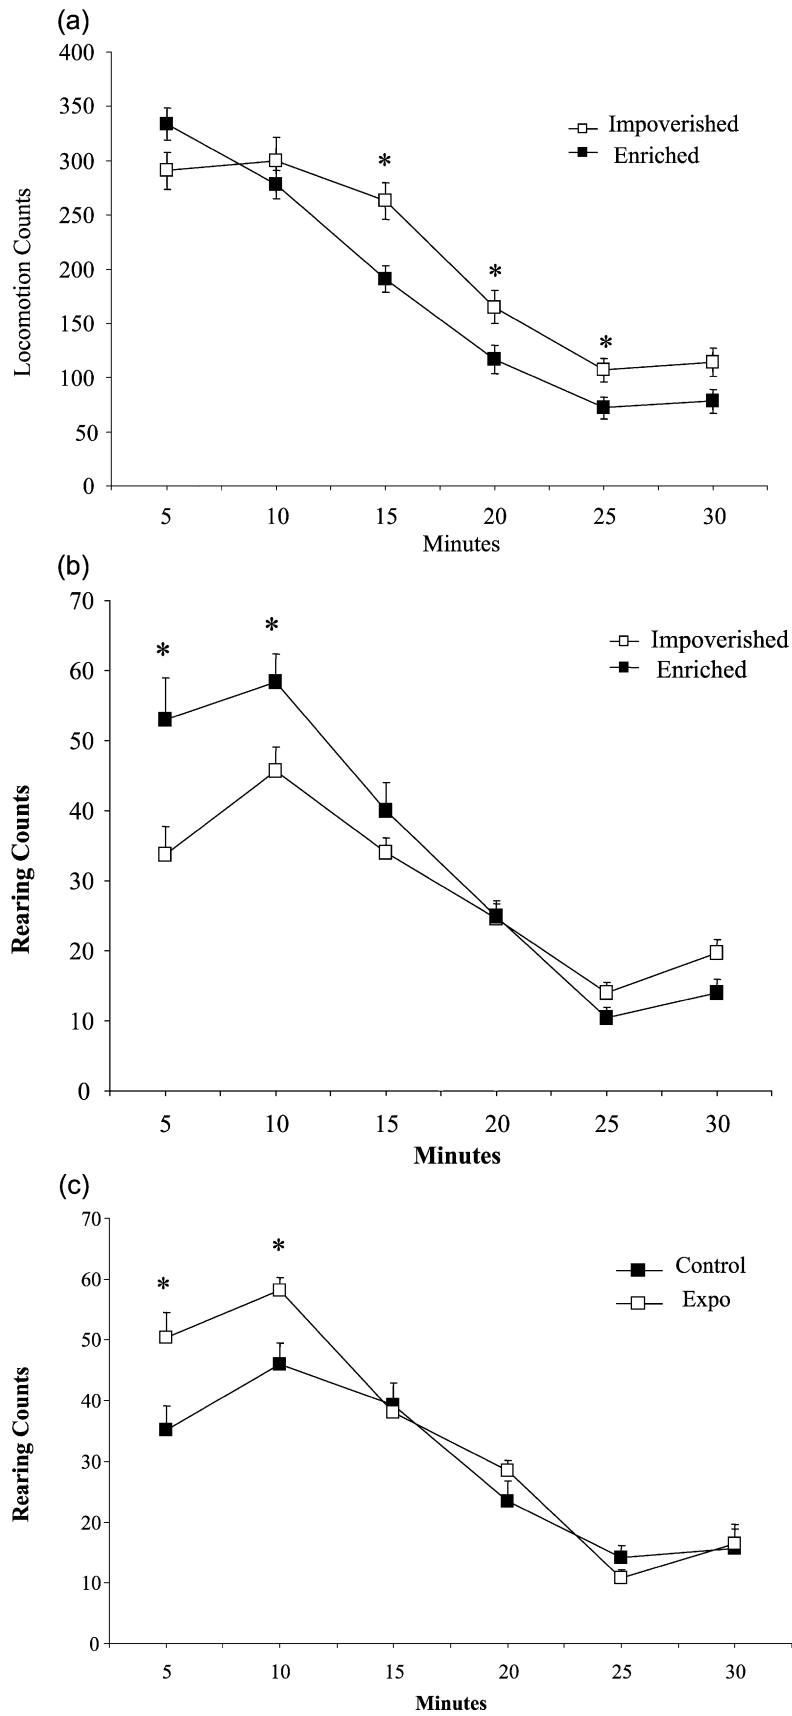 (a)
400
350
300
250
200
150
100
50
0
Locomotion Counts
Impoverished
Enriched
*
*
*
5 10 15 20 25 30
Minutes
(b)
70
60
50
40
30
20
10
0
Rearing Counts
Impoverished
Enriched
*
*
5 10 15 20 25 30
Minutes
(c)
70
60
50
40
30
20
10
0
Rearing Counts
Control
Expo
*
*
5 10 15 20 25 30
Minutes